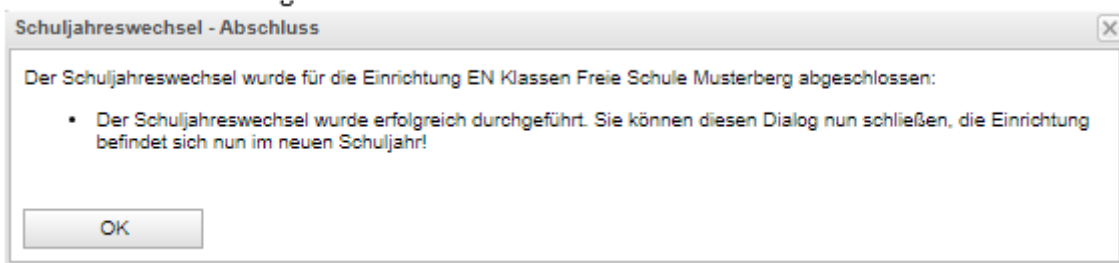 Schuljahreswechsel - Abschluss
Der Schuljahreswechsel wurde für die Einrichtung EN Klassen Freie Schule Musterberg abgeschlossen:
• Der Schuljahreswechsel wurde erfolgreich durchgeführt. Sie können diesen Dialog nun schließen, die Einrichtung
befindet sich nun im neuen Schuljahr!
OK